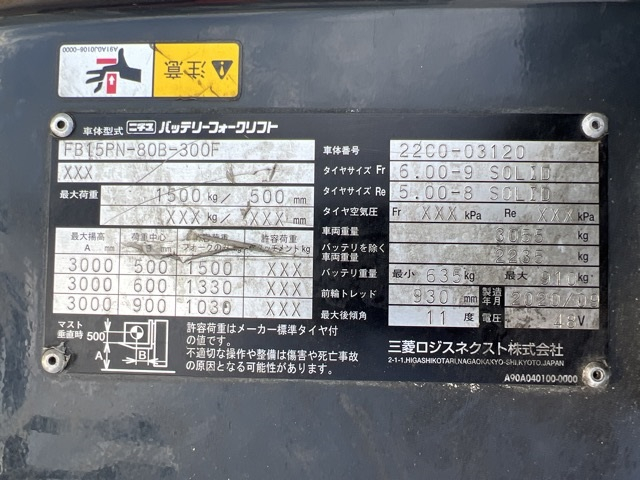 A91A0J0106-0000
注意
車体型式 ニチユ バッテリーフォークリフト
FB15PN-80B-300F
XXX
最大荷重 1500 kg / 500 mm
XXX kg / XXX mm
最大揚高 A mm 荷重中心 B mm 許容荷重 kg 許容荷重 kg
3000 500 1500 XXX
3000 600 1330 XXX
3000 900 1030 XXX
マスト垂直時 500 A B
許容荷重はメーカー標準タイヤ付の値です。
不適切な操作や整備は傷害や死亡事故の原因となる可能性があります。
車体番号 22C0-03120
タイヤサイズ Fr 6.00-9 SOLID
タイヤサイズ Re 5.00-8 SOLID
タイヤ空気圧 Fr XXX kPa Re XXX kPa
車両重量 kg
バッテリを除く車両重量 kg
バッテリ重量 最小 635 kg 最大 910 kg
前輪トレッド 930 mm 製造年月
最大後傾角 11 度 電圧 48 V
三菱ロジスネクスト株式会社
2-1-1,HIGASHIKOTARI,NAGAOKAKYO-SHI,KYOTO,JAPAN
A90A040100-0000